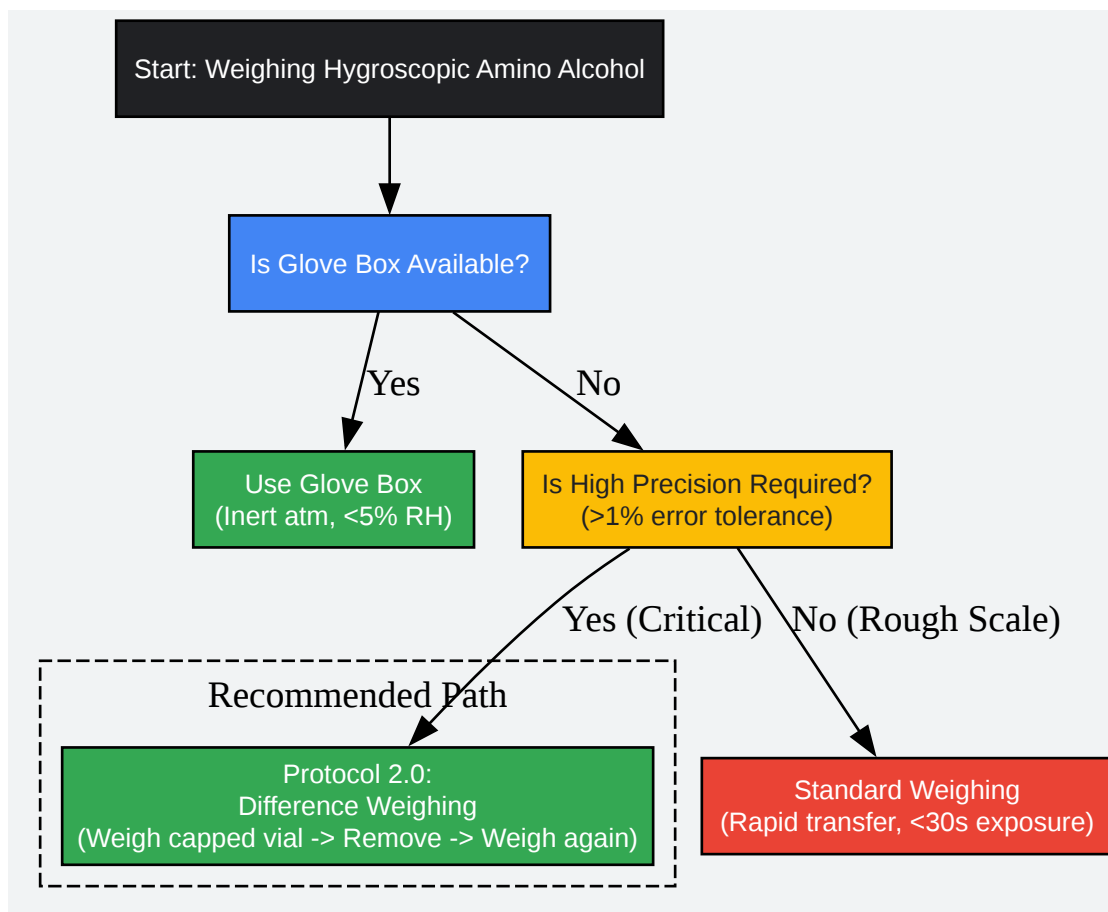 Start: Weighing Hygroscopic Amino Alcohol
Is Glove Box Available?
Yes
No
Use Glove Box
(Inert atm, <5% RH)
Is High Precision Required?
(>1% error tolerance)
Yes (Critical)
No (Rough Scale)
Recommended Path
Protocol 2.0:
Difference Weighing
(Weigh capped vial -> Remove -> Weigh again)
Standard Weighing
(Rapid transfer, <30s exposure)